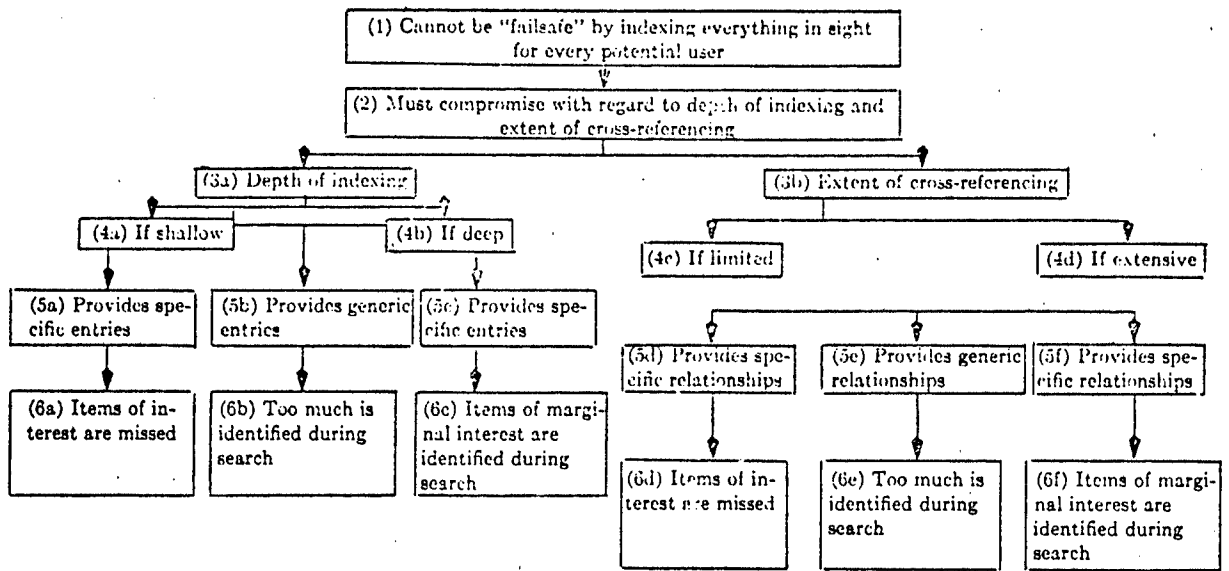 (1) Cannot be "failsafe" by indexing everything in sight
for every potential user
(2) Must compromise with regard to depth of indexing and
extent of cross-referencing
(3a) Depth of indexing
(3b) Extent of cross-referencing
(4a) If shallow
(4b) If deep
(4c) If limited
(4d) If extensive
(5a) Provides spe-
cific entries
(5b) Provides generic
entries
(5c) Provides spe-
cific entries
(5d) Provides spe-
cific relationships
(5e) Provides generic
relationships
(5f) Provides spe-
cific relationships
(6a) Items of in-
terest are missed
(6b) Too much is
identified during
search
(6c) Items of margi-
nal interest are
identified during
search
(6d) Items of in-
terest are missed
(6e) Too much is
identified during
search
(6f) Items of margi-
nal interest are
identified during
search